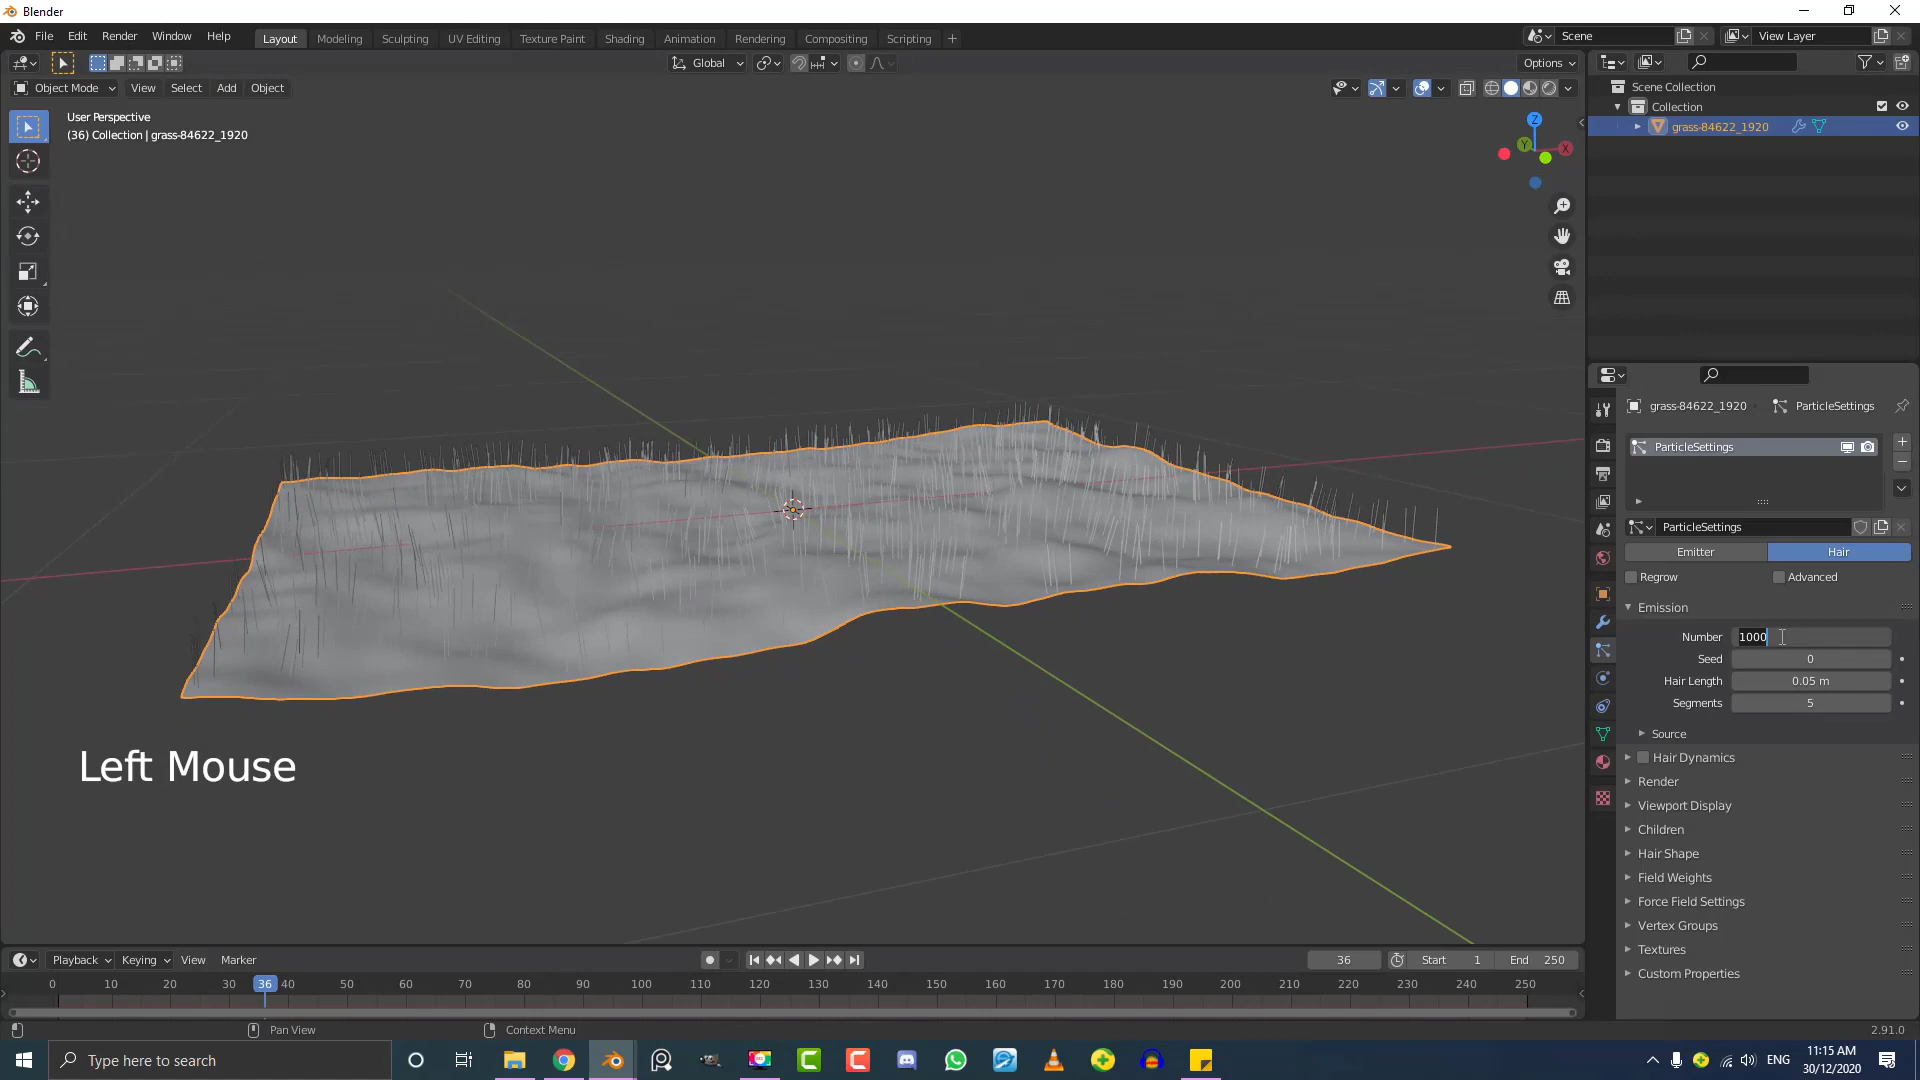 Blender
File Edit Render Window Help
Layout Modeling Sculpting UV Editing Texture Paint Shading Animation Rendering Compositing Scripting +
Scene
View Layer
Global
Options
Object Mode View Select Add Object
User Perspective
(36) Collection | grass-84622_1920
Z
Y
X
Scene Collection
Collection
grass-84622_1920
grass-84622_1920 ParticleSettings
ParticleSettings
ParticleSettings
Emitter Hair
Regrow Advanced
Emission
Number 1000
Seed 0
Hair Length 0.05 m
Segments 5
Source
Hair Dynamics
Render
Viewport Display
Children
Hair Shape
Field Weights
Force Field Settings
Vertex Groups
Textures
Custom Properties
Left Mouse
Playback Keying View Marker
36 Start 1 End 250
0 10 20 30 36 40 50 60 70 80 90 100 110 120 130 140 150 160 170 180 190 200 210 220 230 240 250
Pan View Context Menu
2.91.0
Type here to search
ENG
11:15 AM
30/12/2020